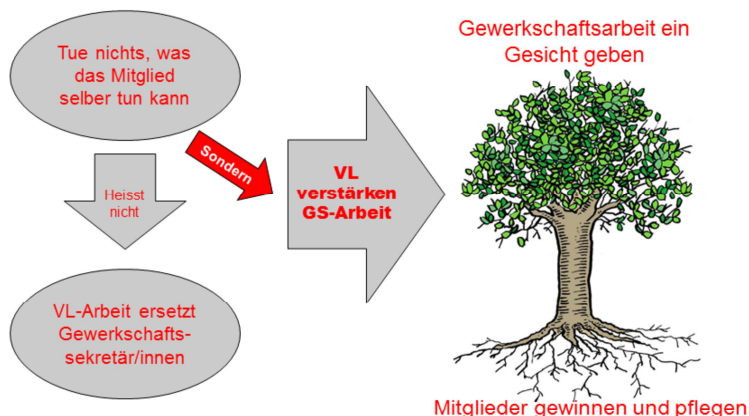 Tue nichts, was
das Mitglied
selber tun kann
Heisst
nicht
VL-Arbeit ersetzt
Gewerkschafts-
sekretär/innen
Sondern
VL
verstärken
GS-Arbeit
Gewerkschaftsarbeit ein
Gesicht geben
Mitglieder gewinnen und pflegen